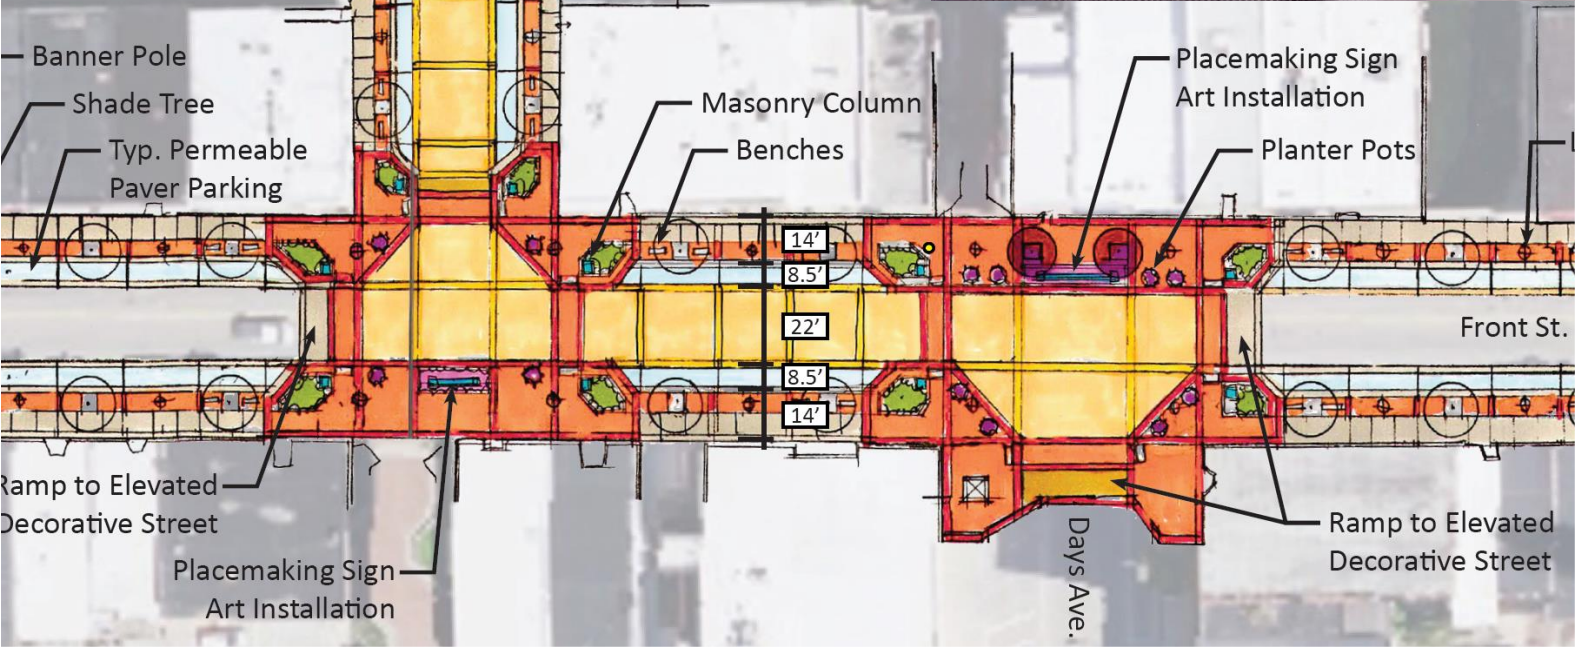 Banner Pole
Shade Tree
Typ. Permeable
Paver Parking
Masonry Column
Benches
Placemaking Sign
Art Installation
Planter Pots
L
14’
8.5’
22’
8.5’
14’
Front St.
Ramp to Elevated
Decorative Street
Placemaking Sign
Art Installation
Days Ave.
Ramp to Elevated
Decorative Street